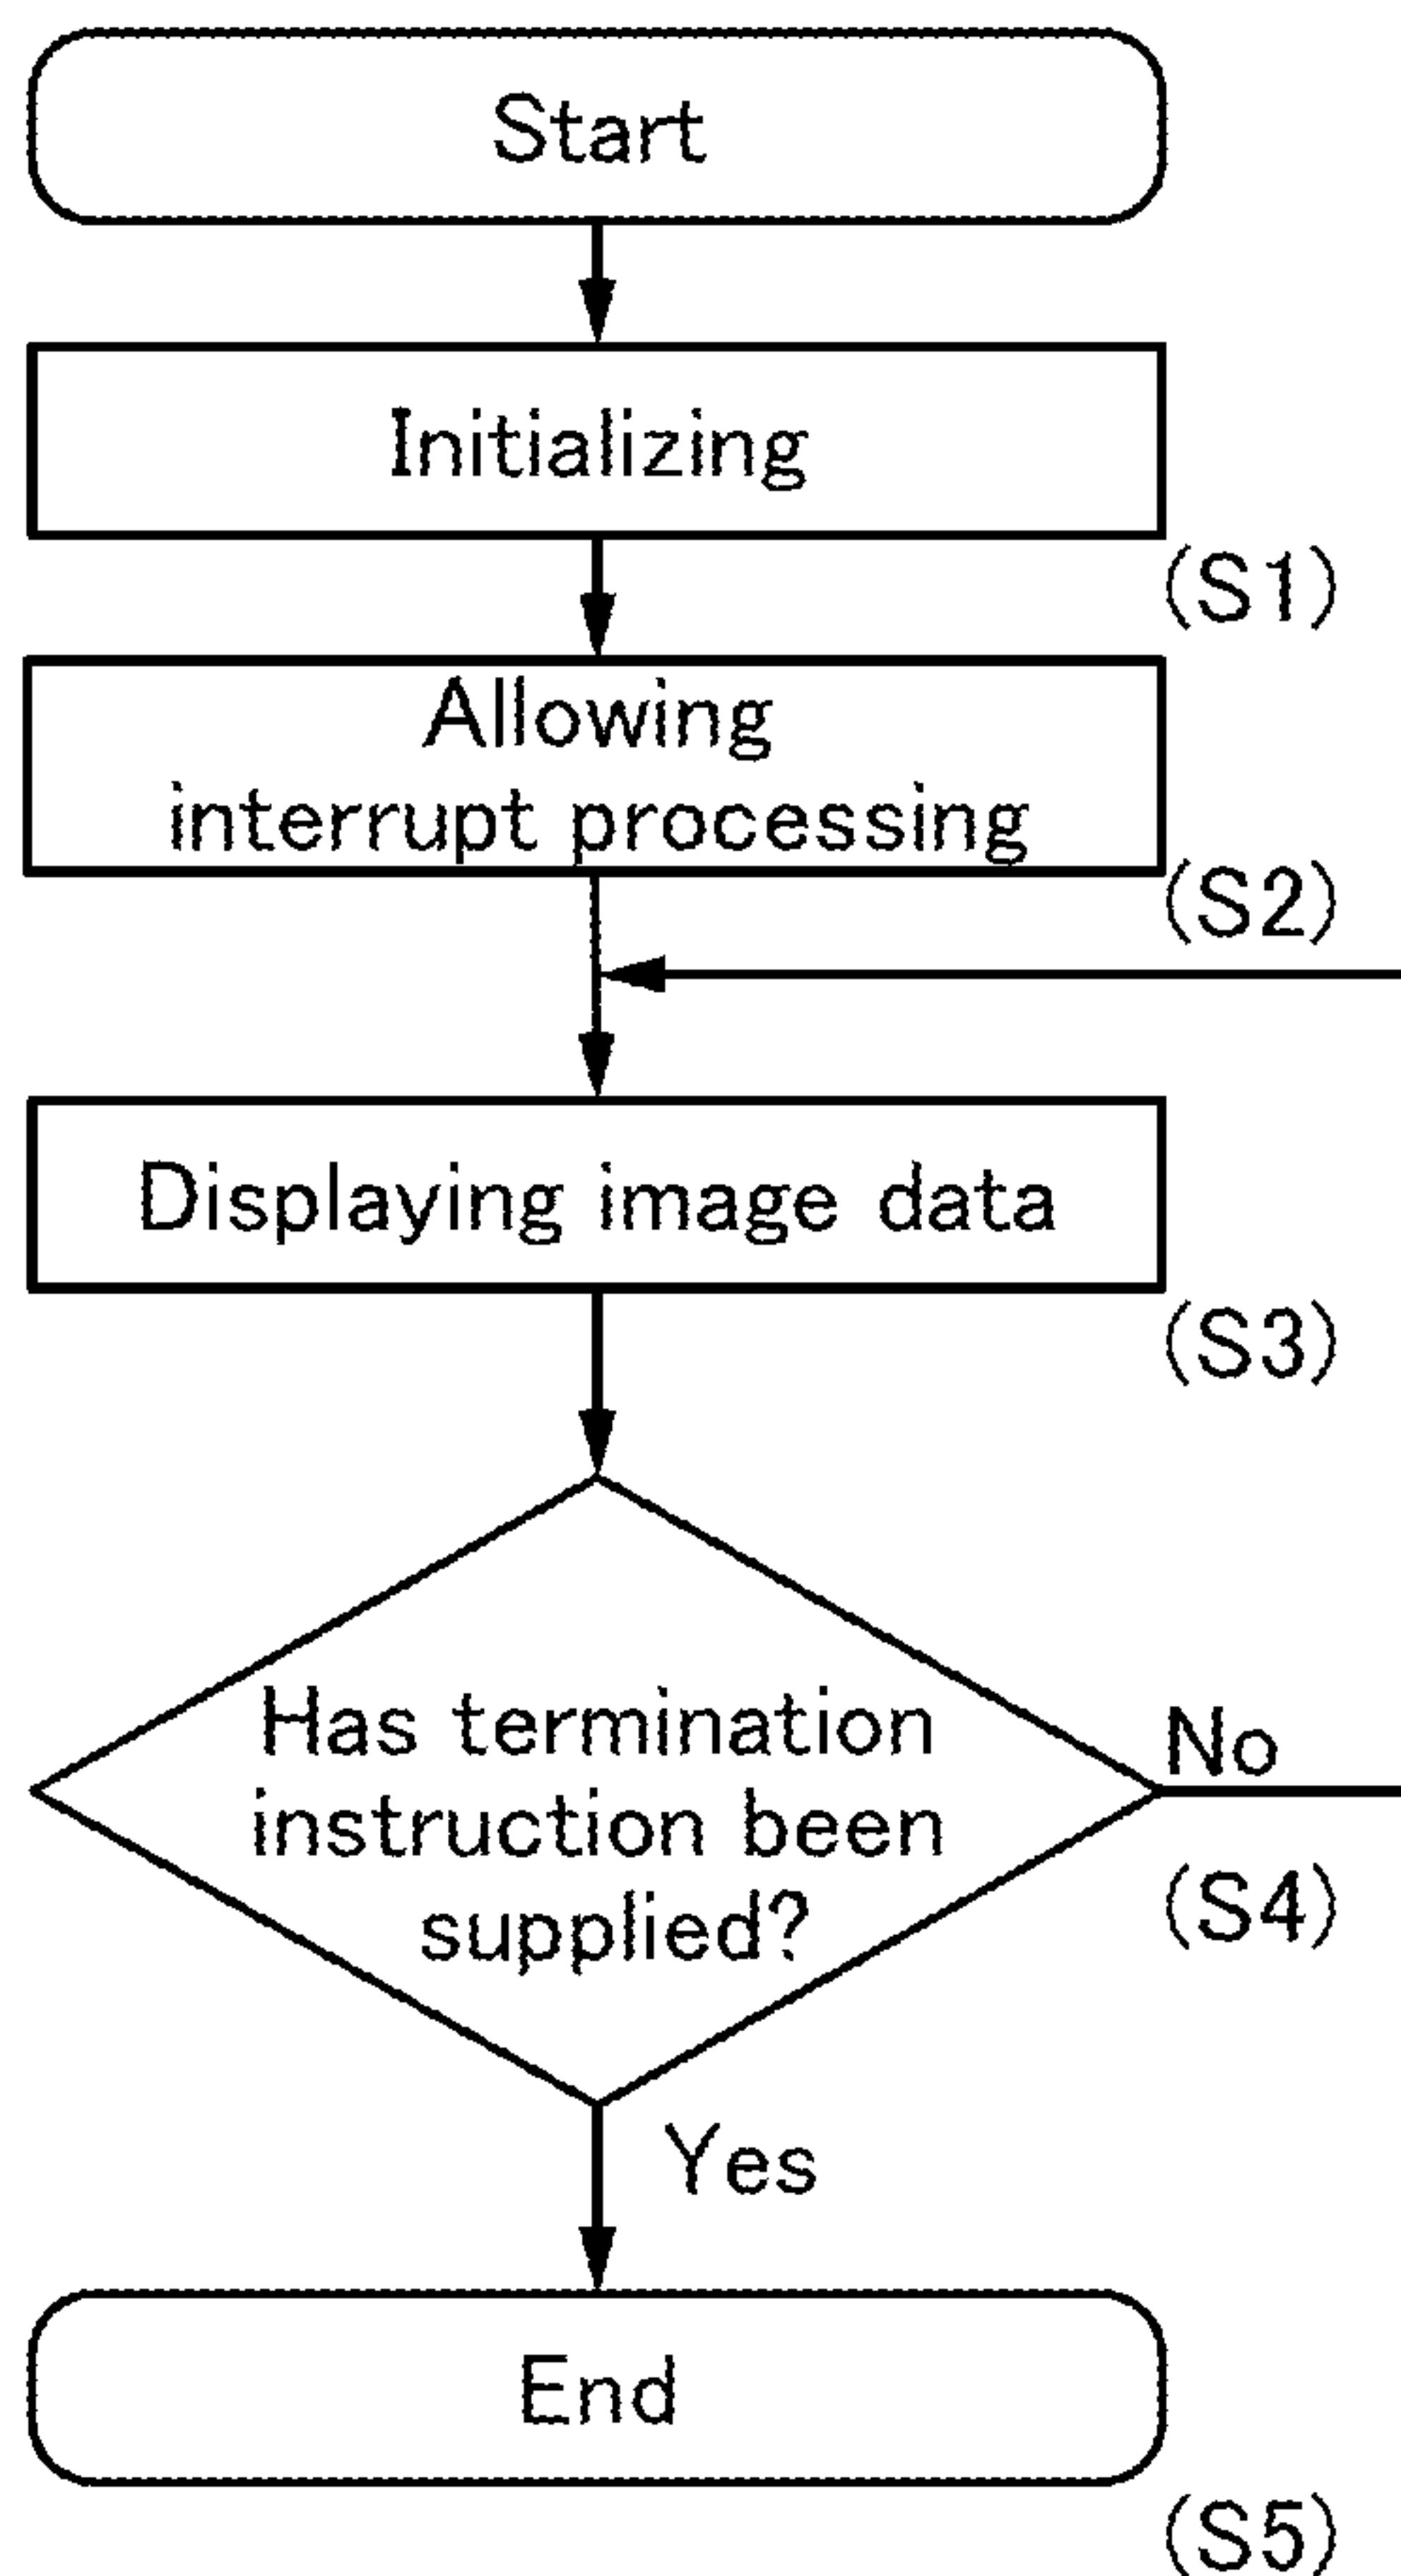 Start
Initializing
(S1)
Allowing
interrupt processing
(S2)
Displaying image data
(S3)
Has termination
instruction been
supplied?
No
(S4)
Yes
End
(S5)